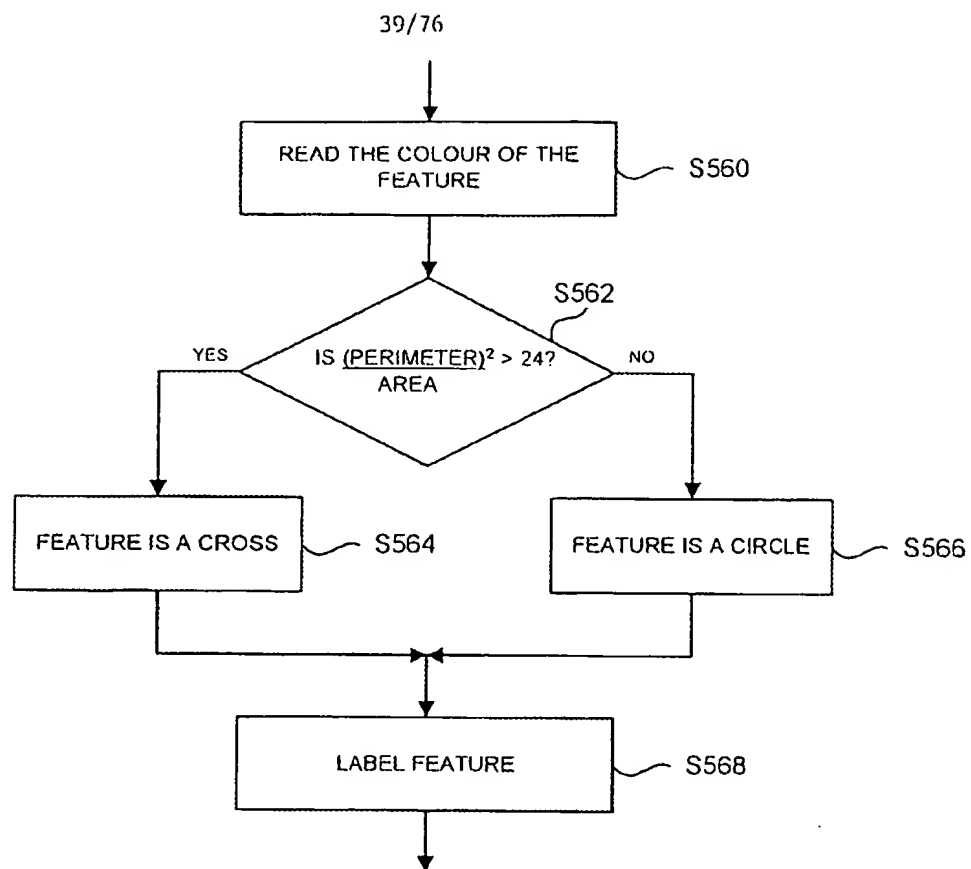 39/76
READ THE COLOUR OF THE
FEATURE
S560
S562
YES
IS (PERIMETER)² > 24?
AREA
NO
FEATURE IS A CROSS
S564
FEATURE IS A CIRCLE
S566
LABEL FEATURE
S568